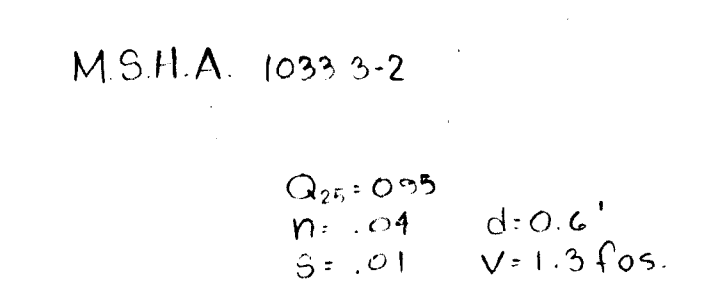 M.S.H.A. 1033 3-2
Q25 = 0.95
n = .04 d = 0.6'
S = .01 V = 1.3 fps.